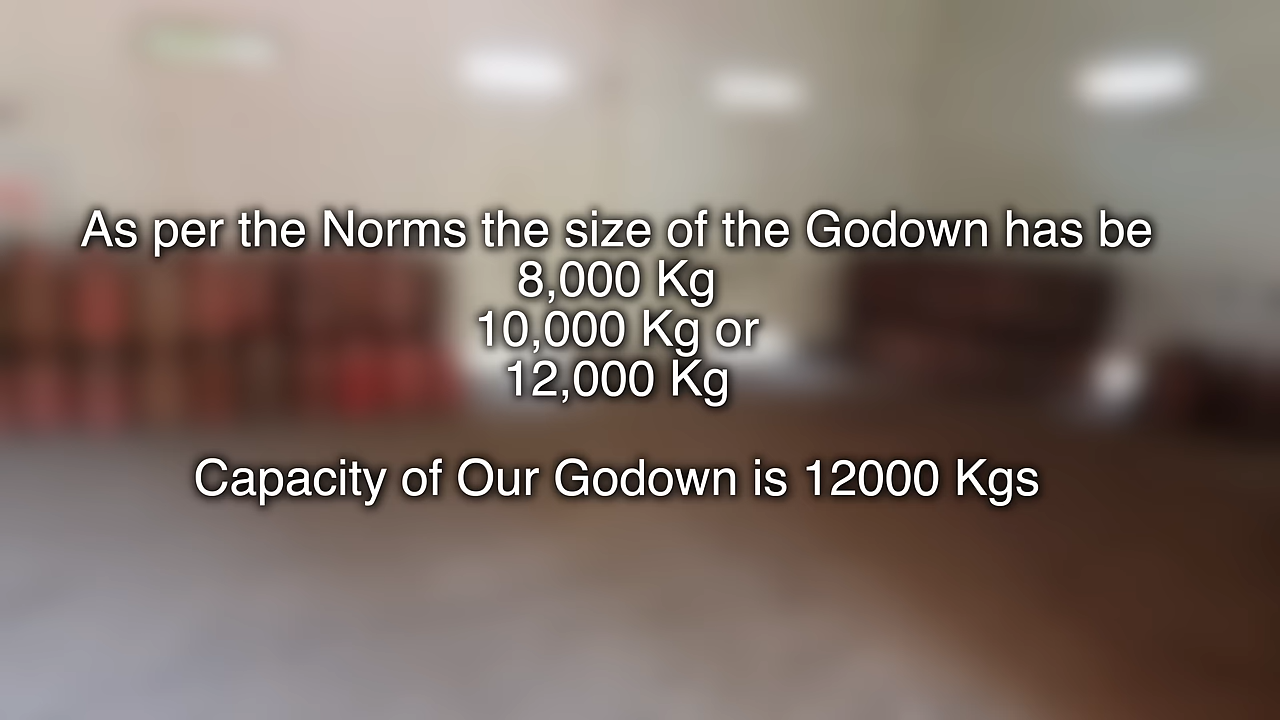 As per the Norms the size of the Godown has be
8,000 Kg
10,000 Kg or
12,000 Kg
Capacity of Our Godown is 12000 Kgs